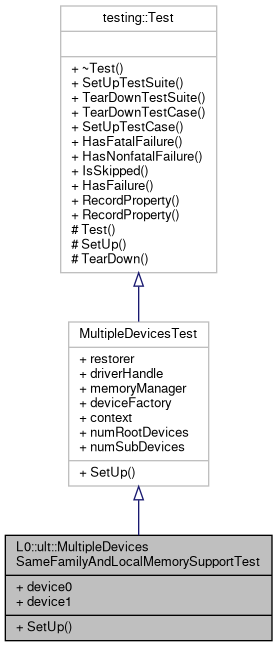 testing::Test
+ ~Test()
+ SetUpTestSuite()
+ TearDownTestSuite()
+ TearDownTestCase()
+ SetUpTestCase()
+ HasFatalFailure()
+ HasNonfatalFailure()
+ IsSkipped()
+ HasFailure()
+ RecordProperty()
+ RecordProperty()
# Test()
# SetUp()
# TearDown()
MultipleDevicesTest
+ restorer
+ driverHandle
+ memoryManager
+ deviceFactory
+ context
+ numRootDevices
+ numSubDevices
+ SetUp()
L0::ult::MultipleDevices
SameFamilyAndLocalMemorySupportTest
+ device0
+ device1
+ SetUp()